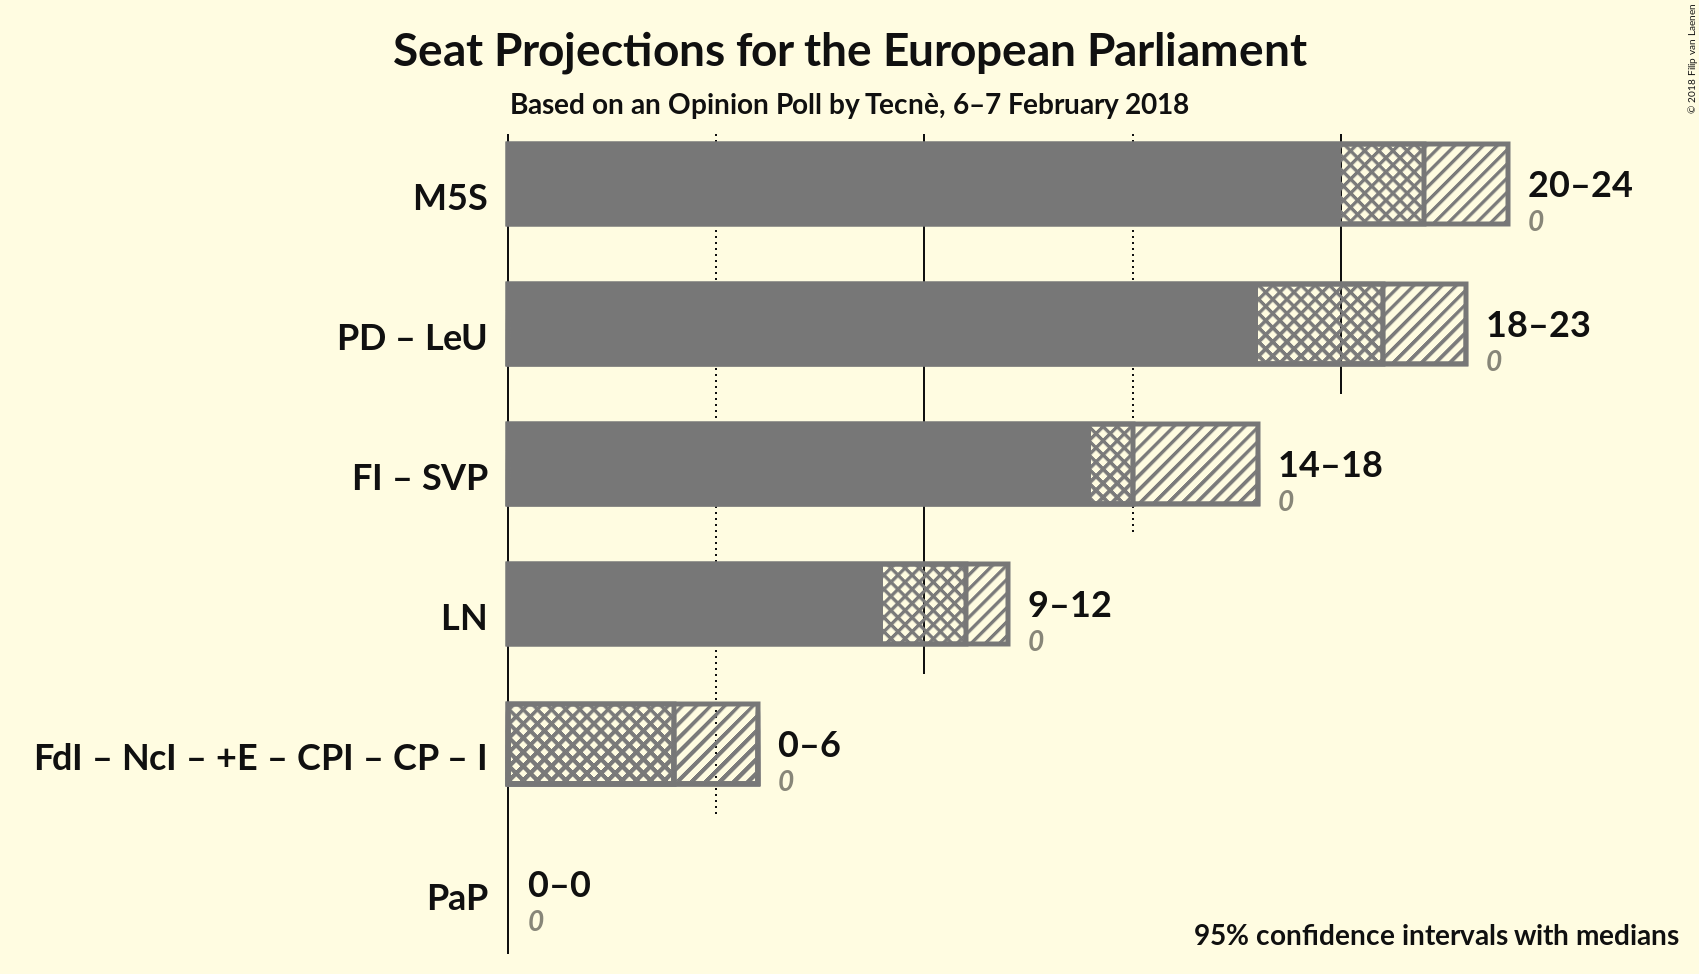 Seat Projections for the European Parliament
Based on an Opinion Poll by Tecnè, 6–7 February 2018
© 2018 Filip van Laenen
M5S
20–24
0
PD – LeU
18–23
0
FI – SVP
14–18
0
LN
9–12
0
FdI – NcI – +E – CPI – CP – I
0–6
0
PaP
0–0
0
95% confidence intervals with medians